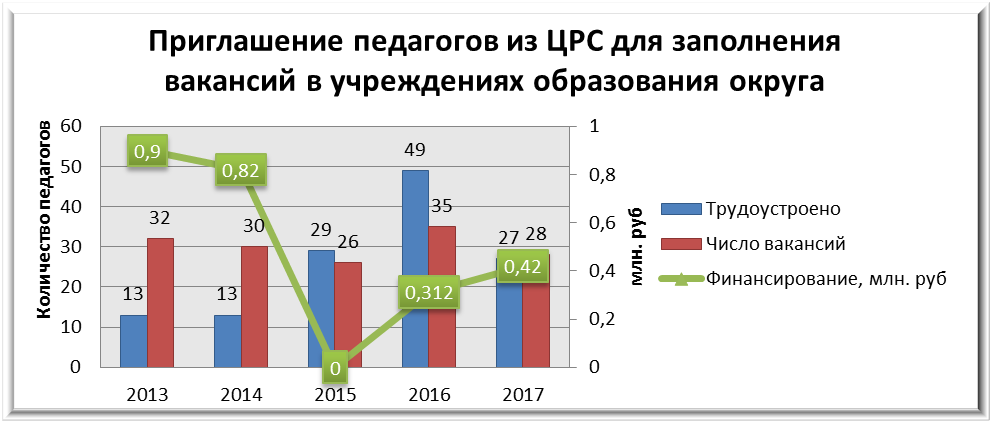 Приглашение педагогов из ЦРС для заполнения
вакансий в учреждениях образования округа
Количество педагогов
60
50
40
30
20
10
0
13 32
13 30
29 26
49 35
27 28
0,9
0,82
0
0,312
0,42
2013 2014 2015 2016 2017
1
0,8
0,6
0,4
0,2
0
млн. руб
Трудоустроено
Число вакансий
Финансирование, млн. руб